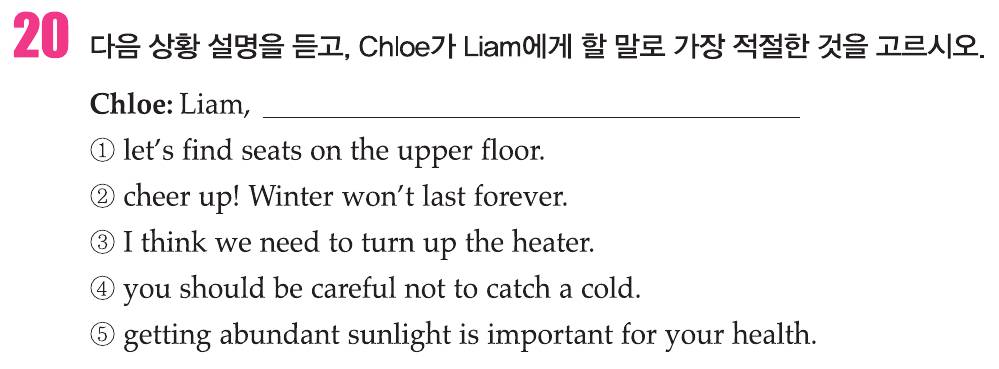 20 다음 상황 설명을 듣고, Chloe가 Liam에게 할 말로 가장 적절한 것을 고르시오.
Chloe: Liam, ____________________
① let’s find seats on the upper floor.
② cheer up! Winter won’t last forever.
③ I think we need to turn up the heater.
④ you should be careful not to catch a cold.
⑤ getting abundant sunlight is important for your health.